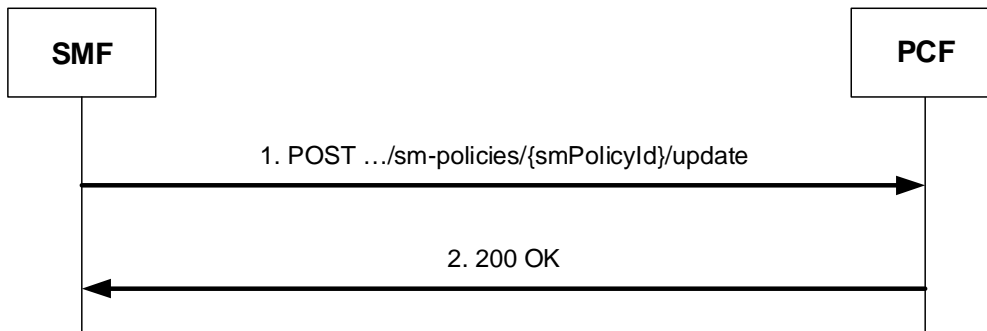 SMF
PCF
1. POST …/sm-policies/{smPolicyId}/update
2. 200 OK